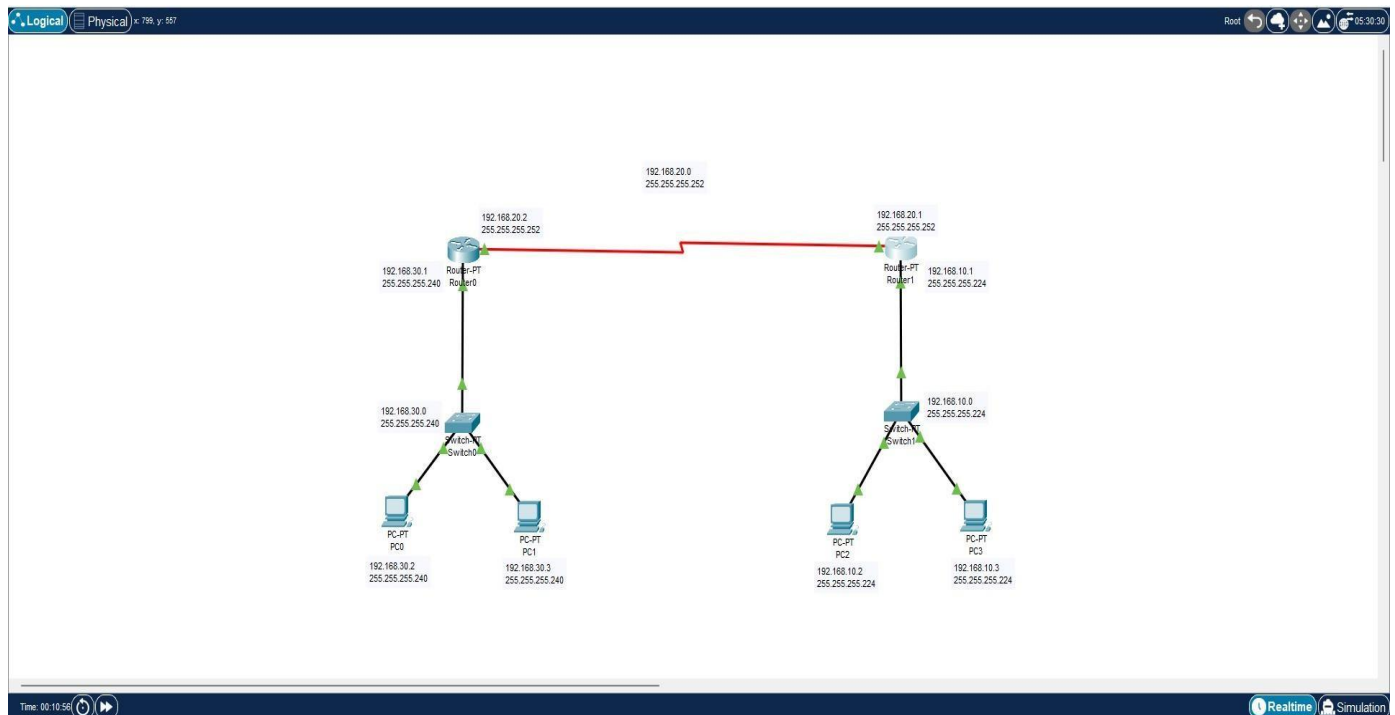 Logical Physical x: 799, y: 557 Root 05:30:30
192.168.20.0
255.255.255.252
192.168.20.2
255.255.255.252
192.168.20.1
255.255.255.252
192.168.30.1
255.255.255.240
Router-PT
Router0
Router-PT
Router1
192.168.10.1
255.255.255.224
192.168.30.0
255.255.255.240
Switch-PT
Switch0
192.168.10.0
255.255.255.224
Switch-PT
Switch1
PC-PT
PC0
PC-PT
PC1
PC-PT
PC2
PC-PT
PC3
192.168.30.2
255.255.255.240
192.168.30.3
255.255.255.240
192.168.10.2
255.255.255.224
192.168.10.3
255.255.255.224
Time: 00:10:56 Realtime Simulation